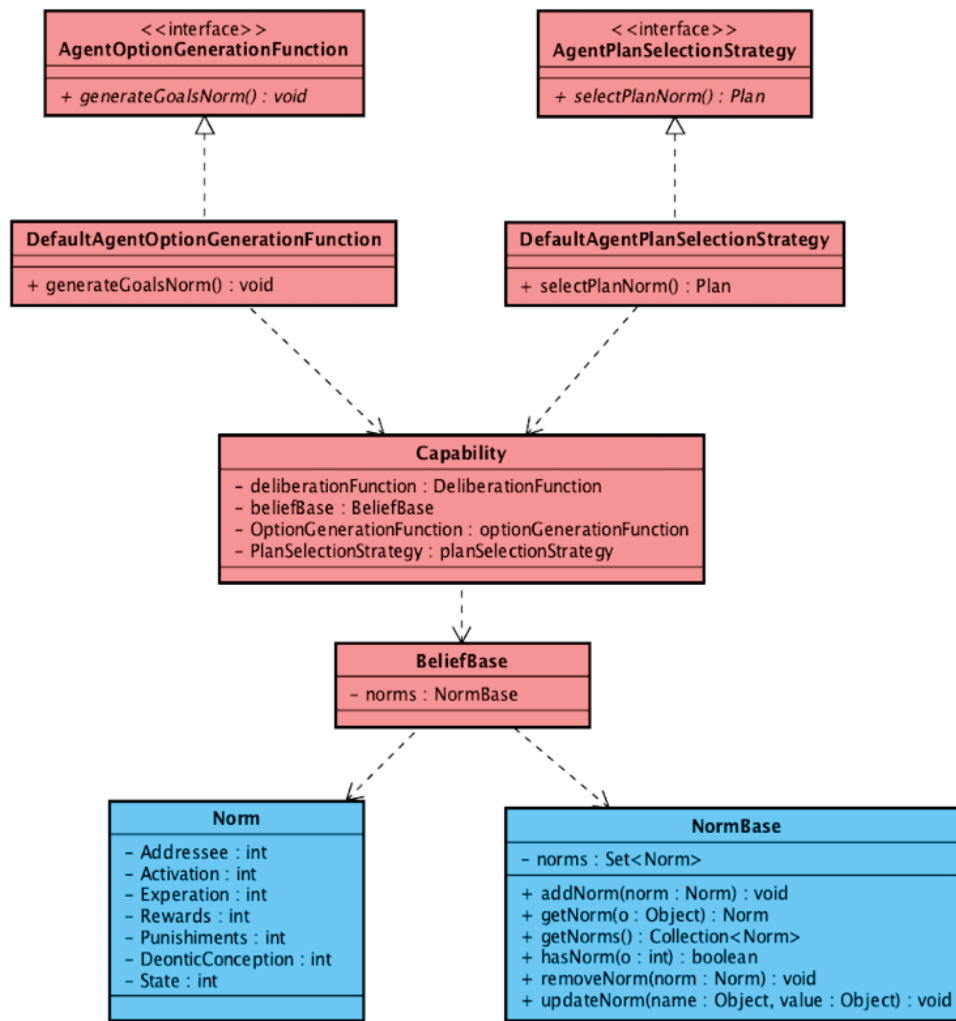 <<interface>>
AgentOptionGenerationFunction
+ generateGoalsNorm() : void
<<interface>>
AgentPlanSelectionStrategy
+ selectPlanNorm() : Plan
DefaultAgentOptionGenerationFunction
+ generateGoalsNorm() : void
DefaultAgentPlanSelectionStrategy
+ selectPlanNorm() : Plan
Capability
- deliberationFunction : DeliberationFunction
- beliefBase : BeliefBase
- OptionGenerationFunction : optionGenerationFunction
- PlanSelectionStrategy : planSelectionStrategy
BeliefBase
- norms : NormBase
Norm
- Addressee : int
- Activation : int
- Experation : int
- Rewards : int
- Punishiments : int
- DeonticConception : int
- State : int
NormBase
- norms : Set<Norm>
+ addNorm(norm : Norm) : void
+ getNorm(o : Object) : Norm
+ getNorms() : Collection<Norm>
+ hasNorm(o : int) : boolean
+ removeNorm(norm : Norm) : void
+ updateNorm(name : Object, value : Object) : void